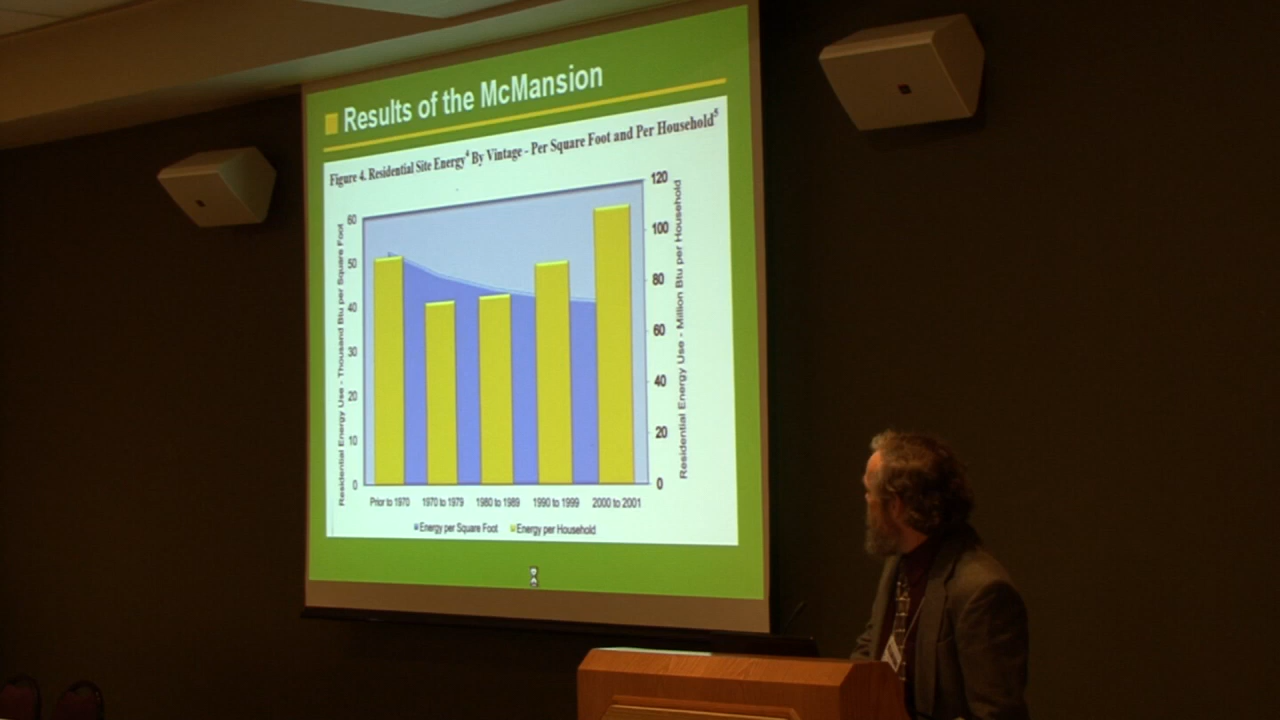 Results of the McMansion
Figure 4. Residential Site Energy⁴ By Vintage - Per Square Foot and Per Household⁵
Residential Energy Use - Thousand Btu per Square Foot
60
50
40
30
20
10
0
120
100
80
60
40
20
0
Residential Energy Use - Million Btu per Household
Prior to 1970 1970 to 1979 1980 to 1989 1990 to 1999 2000 to 2001
Energy per Square Foot Energy per Household